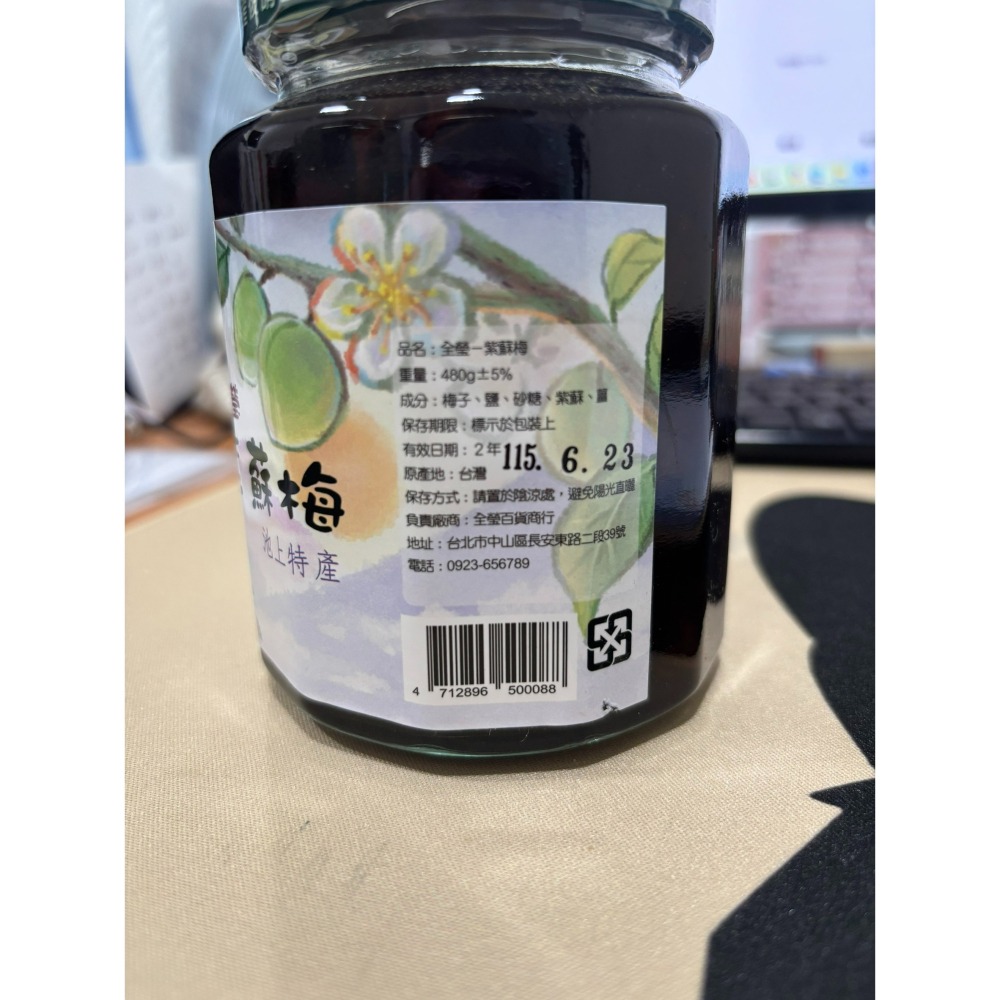 蘇梅
池上特產
品名：全瑩－紫蘇梅
重量：480g±5%
成分：梅子、鹽、砂糖、紫蘇、薑
保存期限：標示於包裝上
有效日期：2年 115. 6. 23
原產地：台灣
保存方式：請置於陰涼處，避免陽光直曬
負責廠商：全瑩百貨商行
地址：台北市中山區長安東路二段39號
電話：0923-656789
4 712896 500088